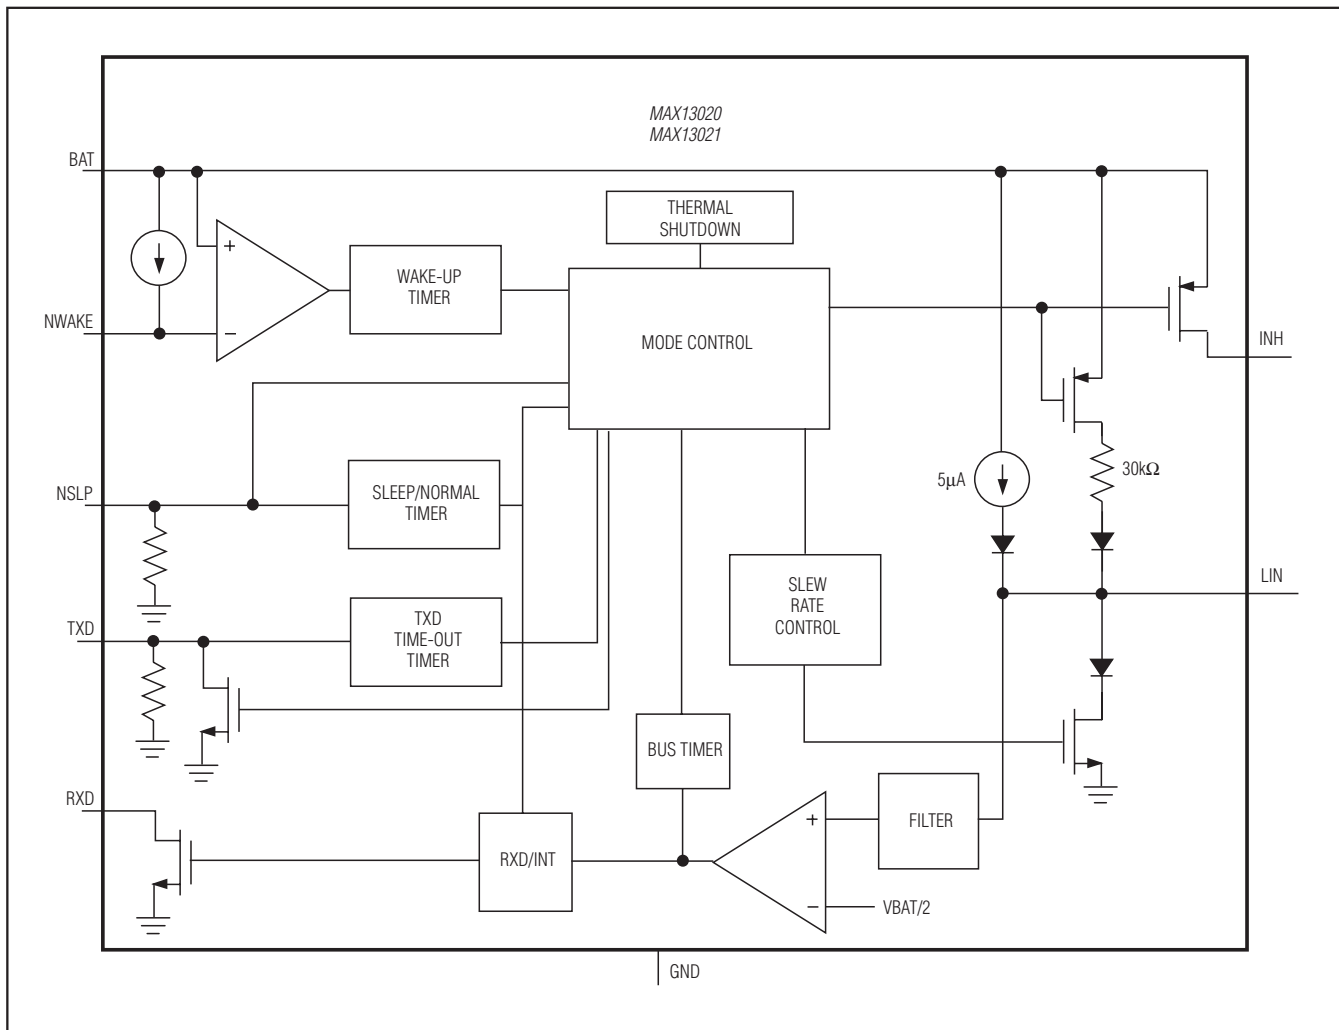 MAX13020
MAX13021
BAT
THERMAL
SHUTDOWN
+
WAKE-UP
TIMER
NWAKE
−
MODE CONTROL
INH
NSLP
SLEEP/NORMAL
TIMER
5µA
30kΩ
SLEW
RATE
CONTROL
LIN
TXD
TXD
TIME-OUT
TIMER
BUS TIMER
RXD
RXD/INT
+
FILTER
−
VBAT/2
GND